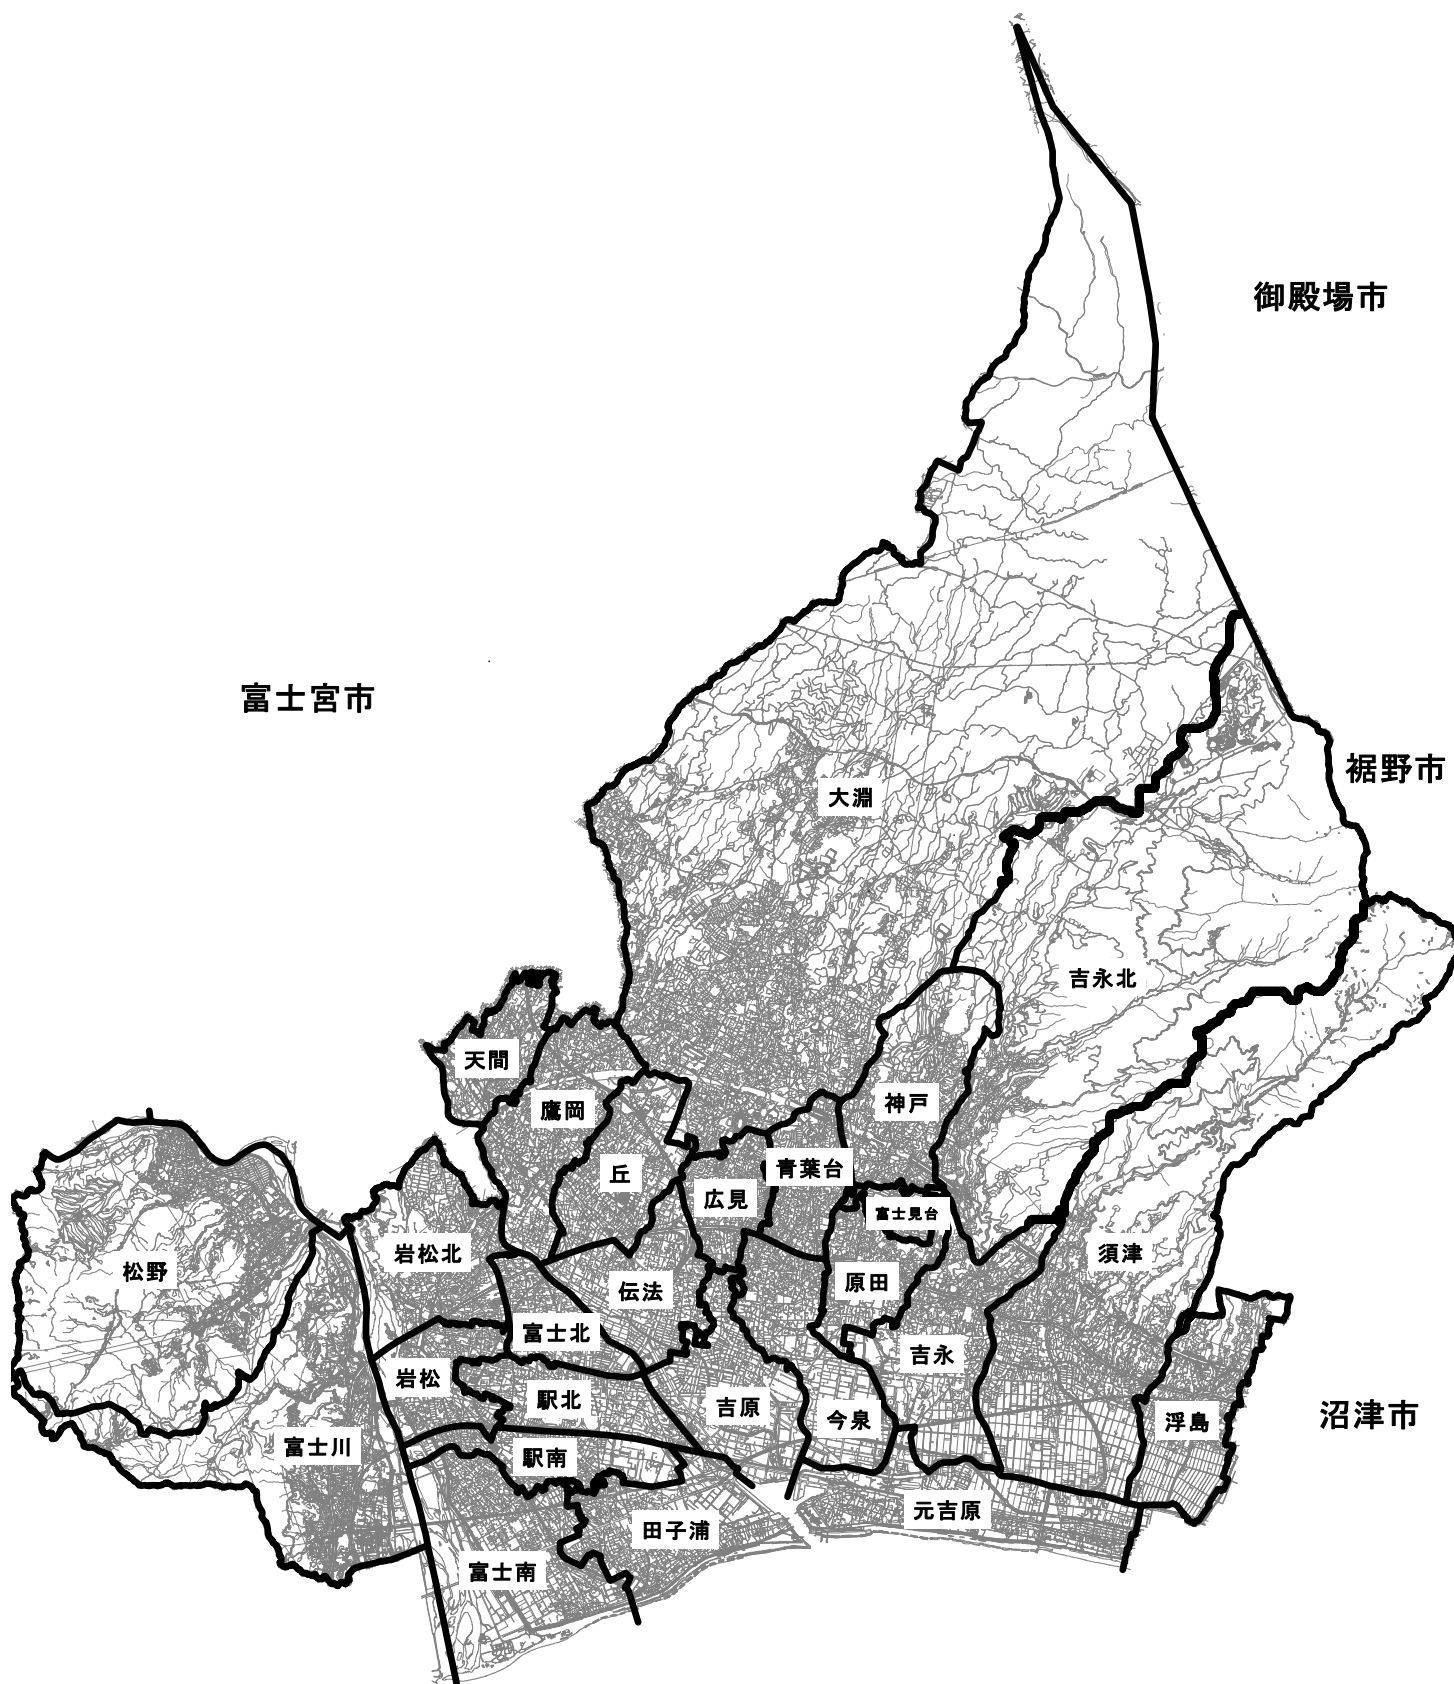 御殿場市
富士宮市
裾野市
大淵
吉永北
天間
鷹岡
神戸
丘
青葉台
広見
富士見台
岩松北
須津
松野
原田
伝法
富士北
吉永
岩松
駅北
吉原
今泉
浮島
沼津市
富士川
駅南
元吉原
田子浦
富士南